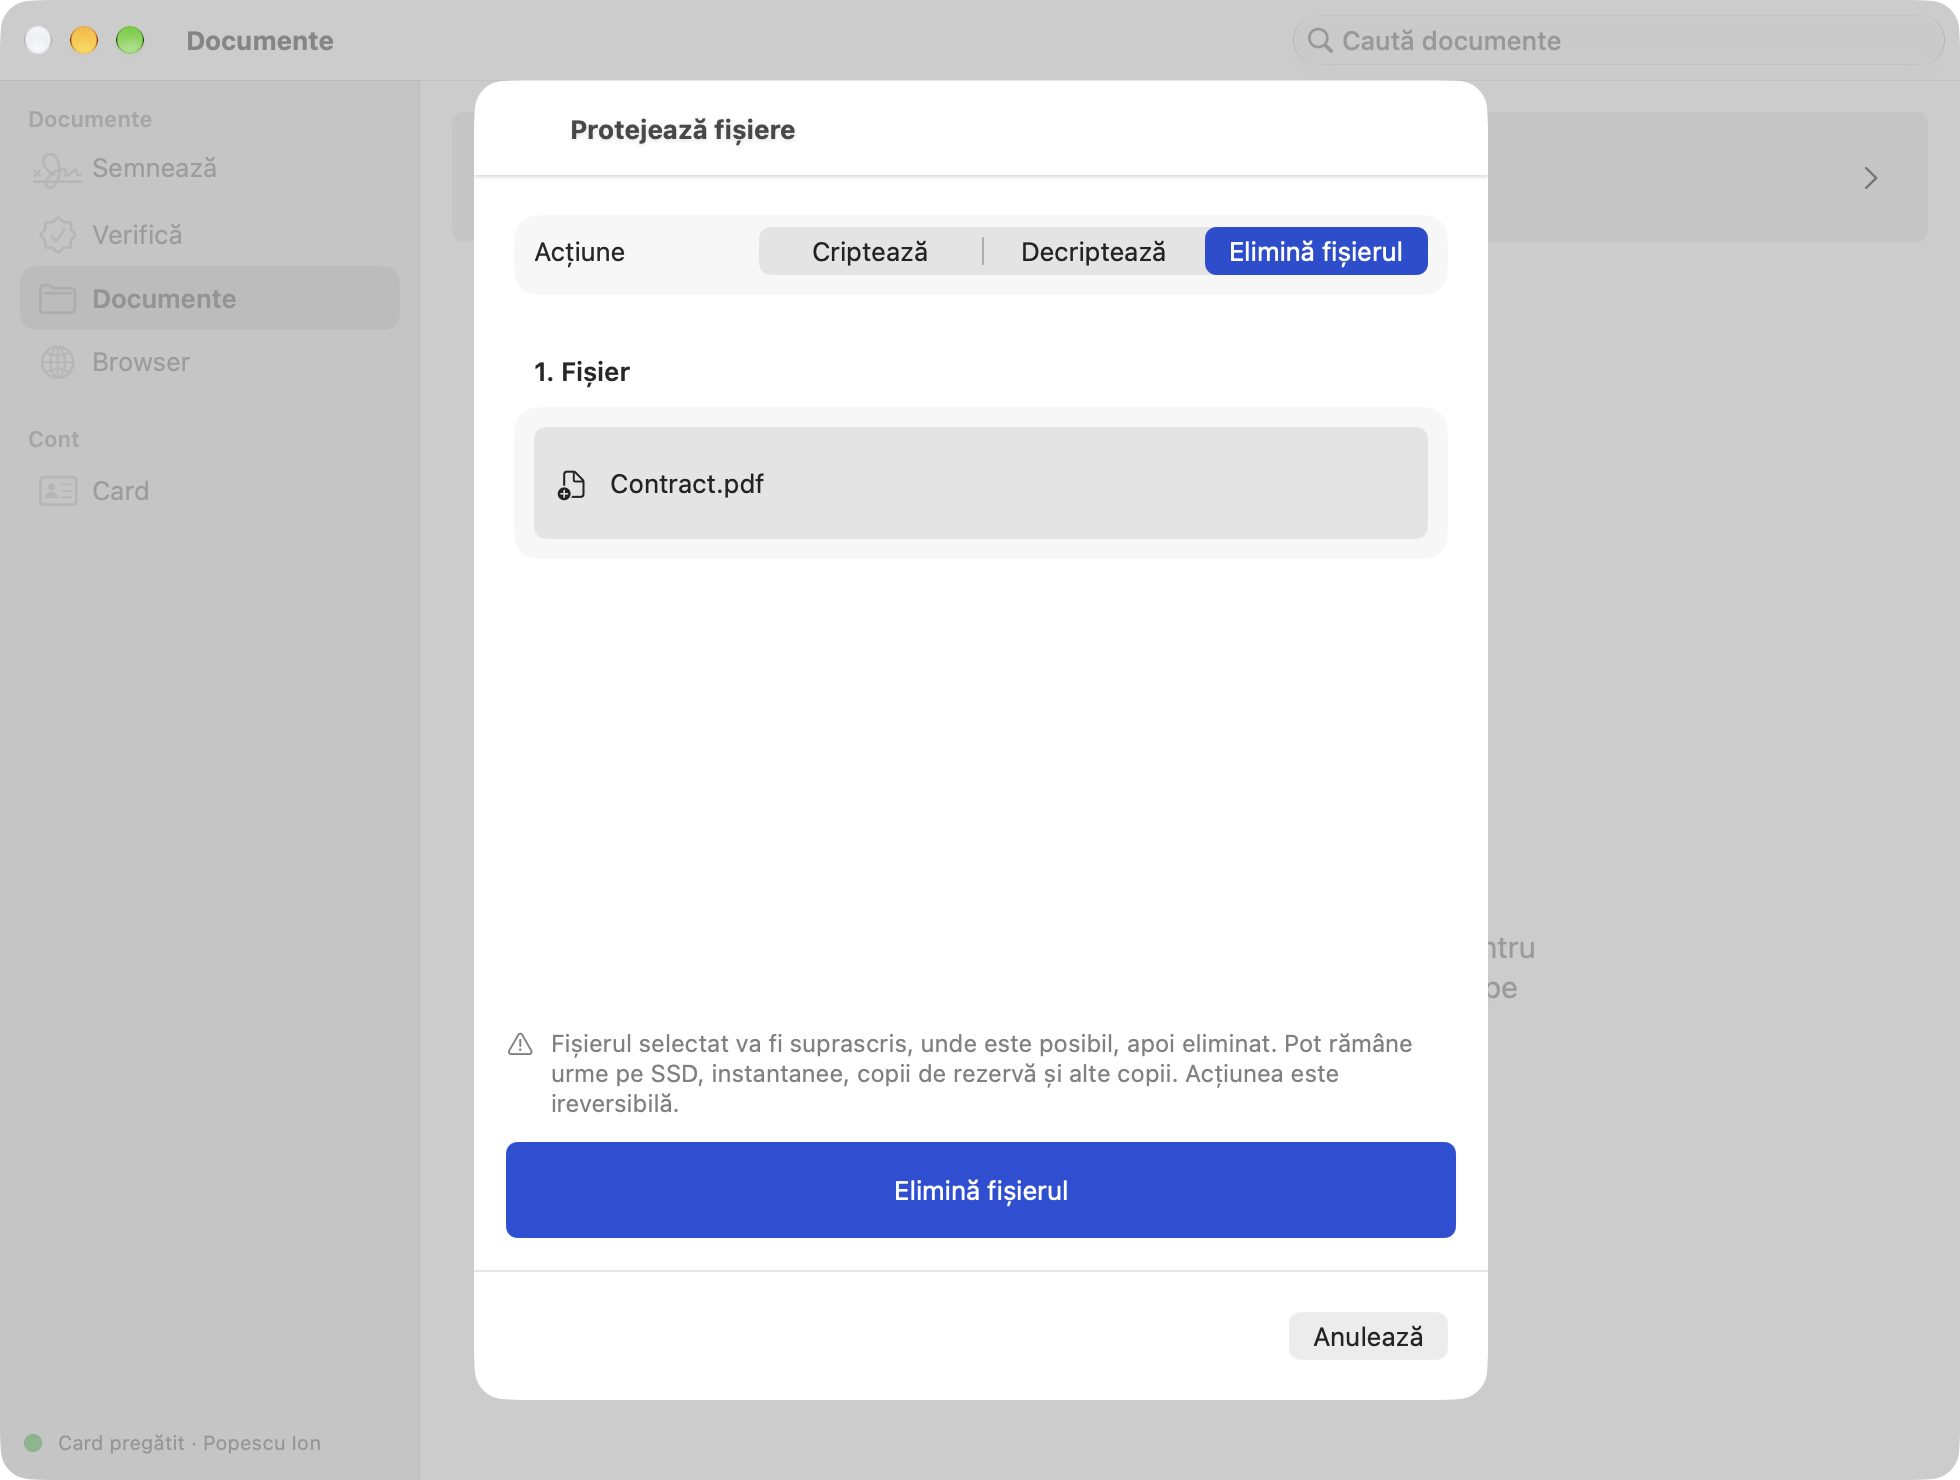 Documente
Caută documente
Documente
Semnează
Verifică
Documente
Browser
Cont
Card
Card pregătit · Popescu Ion
Protejează fișiere
Acțiune
Criptează
Decriptează
Elimină fișierul
1. Fișier
Contract.pdf
Fișierul selectat va fi suprascris, unde este posibil, apoi eliminat. Pot rămâne
urme pe SSD, instantanee, copii de rezervă și alte copii. Acțiunea este
ireversibilă.
Elimină fișierul
Anulează